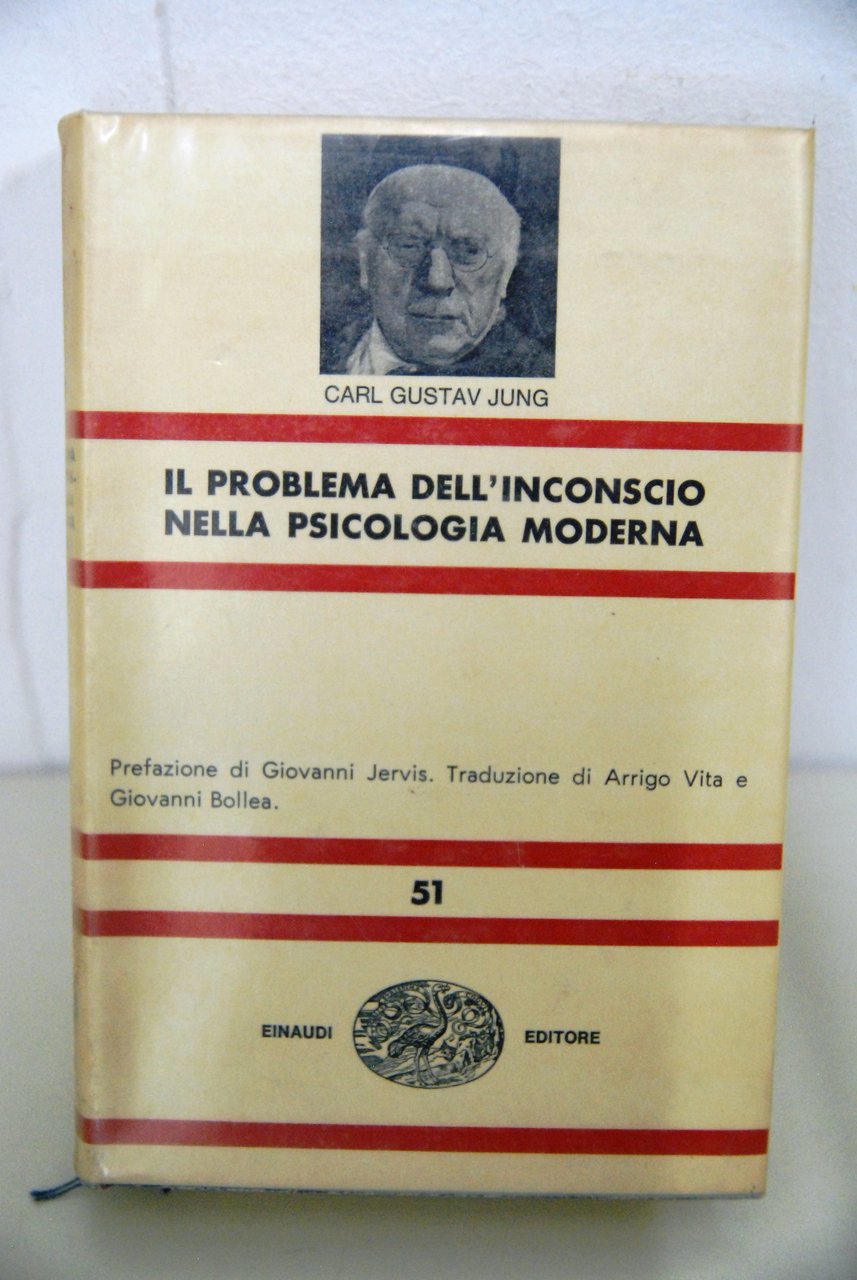 CARL GUSTAV JUNG
IL PROBLEMA DELL'INCONSCIO
NELLA PSICOLOGIA MODERNA
Prefazione di Giovanni Jervis. Traduzione di Arrigo Vita e
Giovanni Bollea.
51
EINAUDI EDITORE